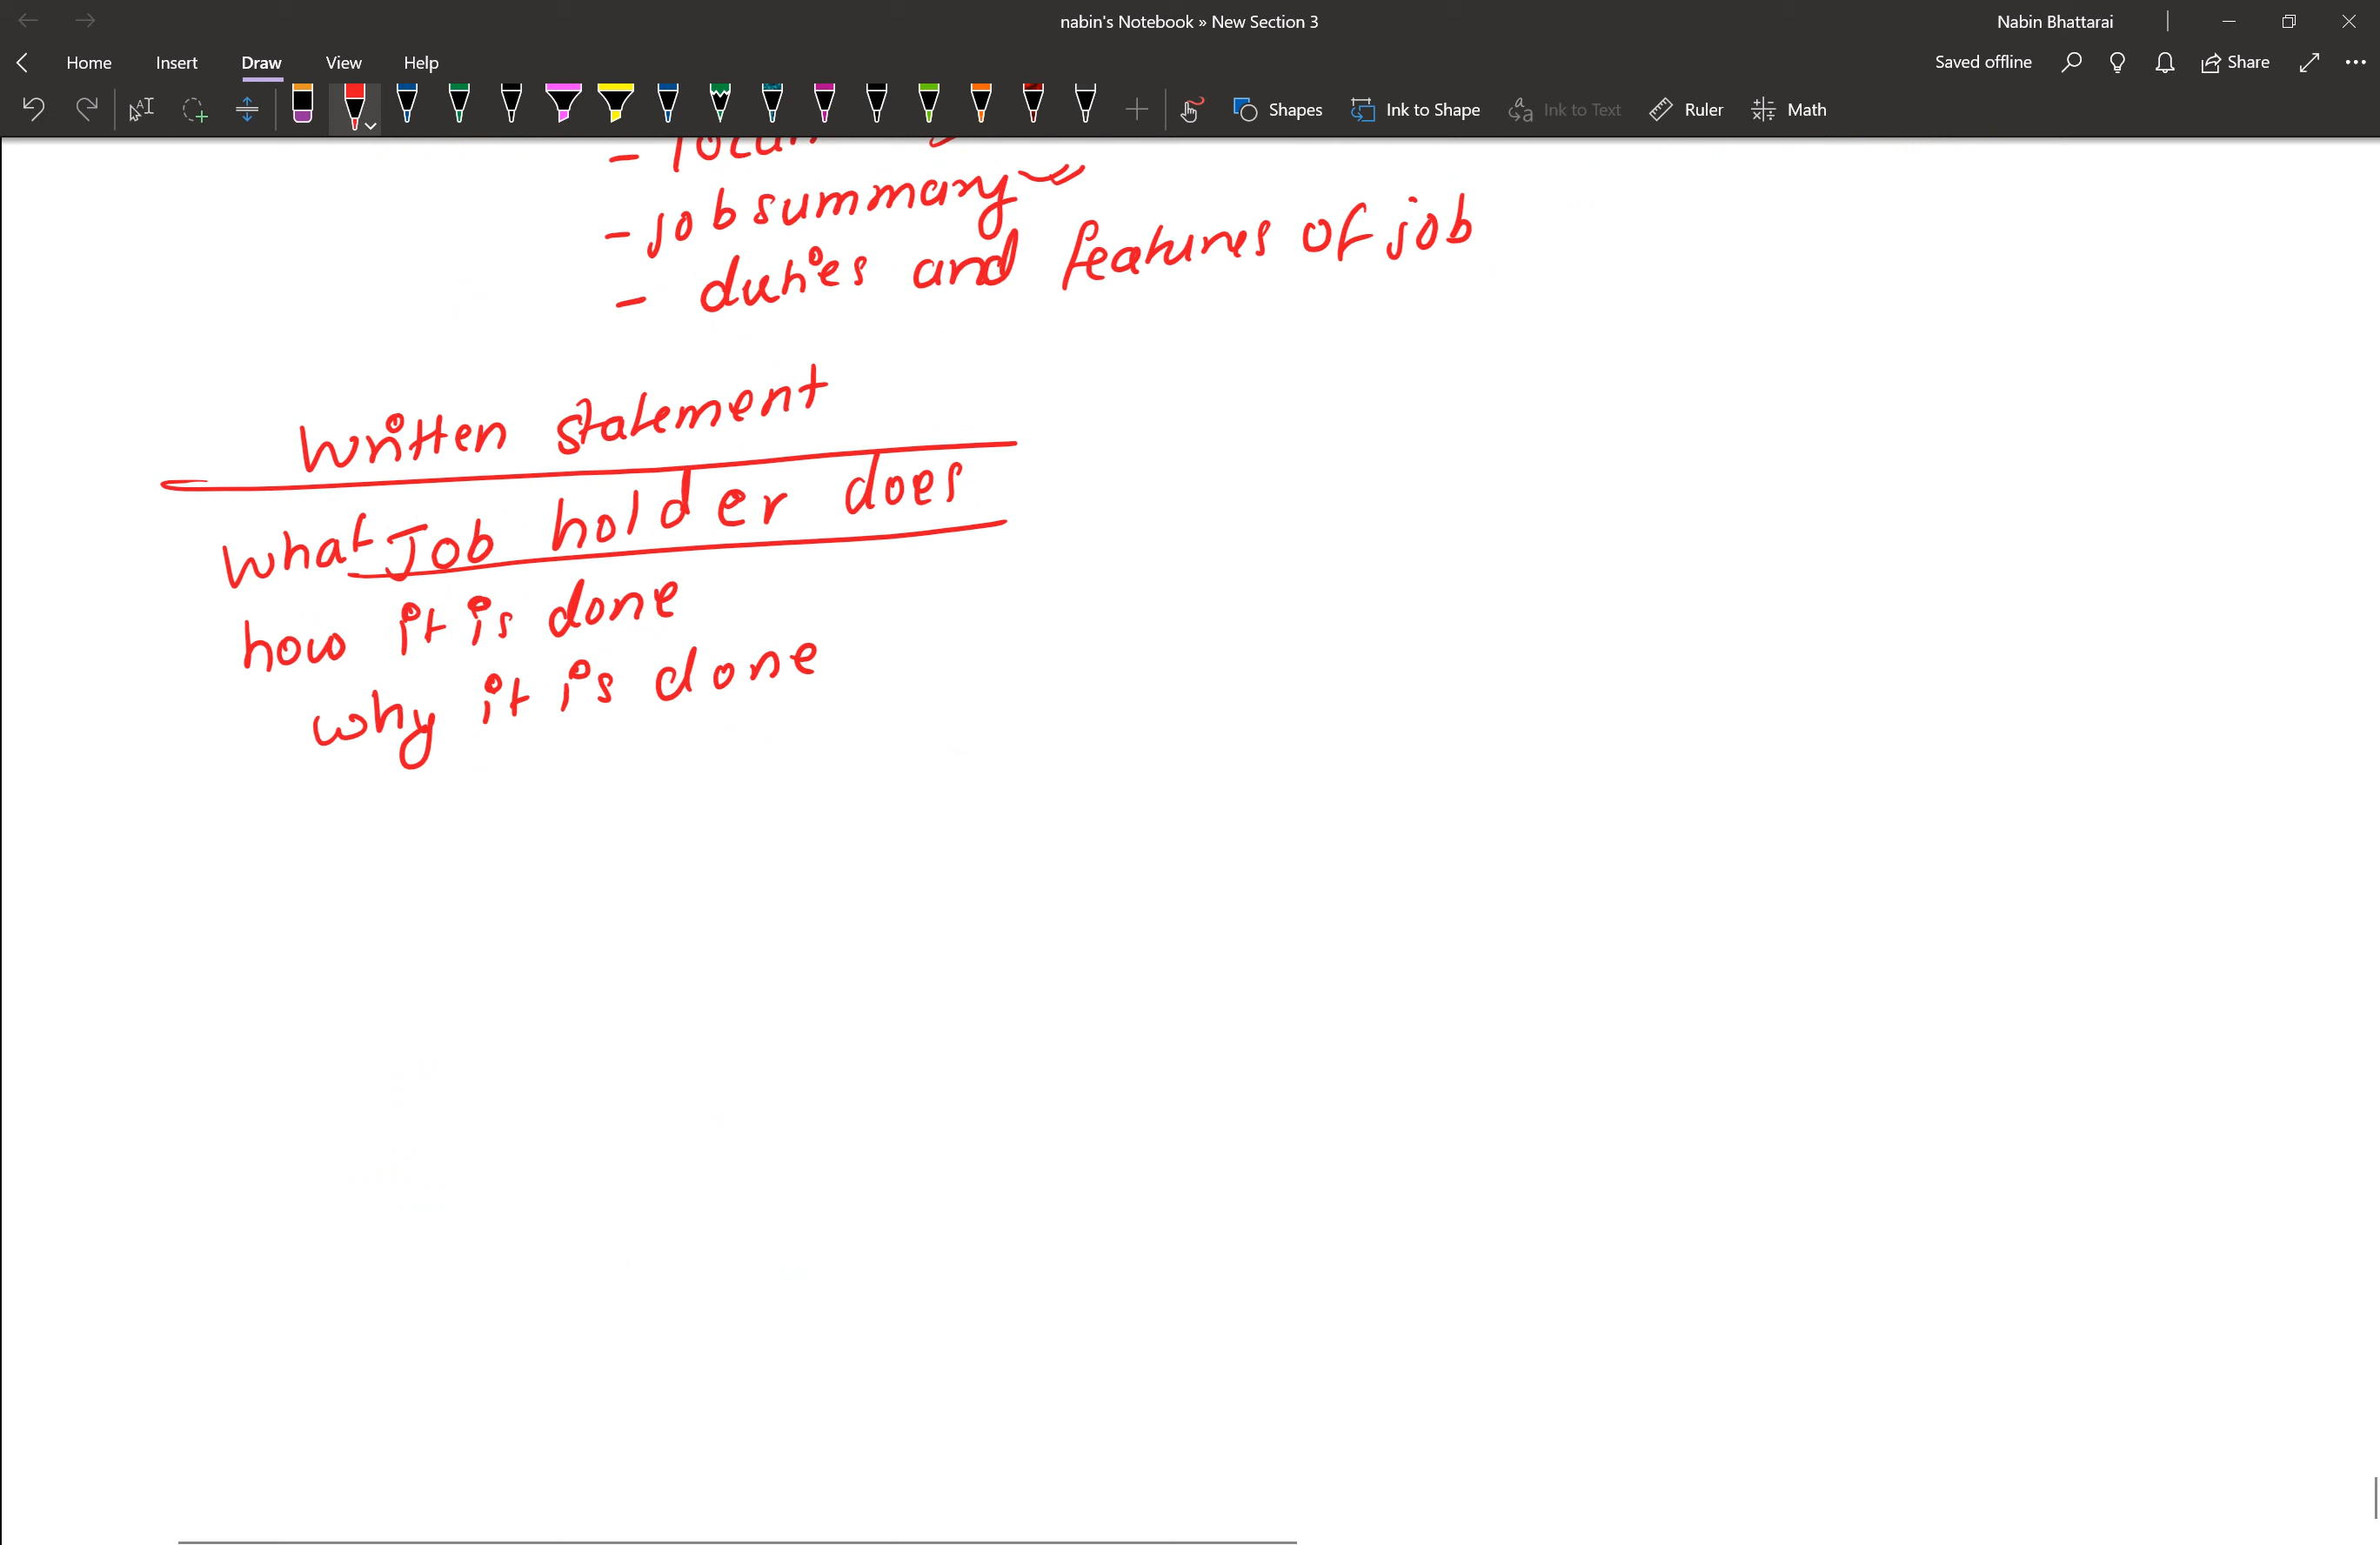 nabin's Notebook » New Section 3
Nabin Bhattarai
Home Insert Draw View Help
Saved offline
Share
Shapes
Ink to Shape
Ink to Text
Ruler
Math
- job summary
- duties and features of job
written statement
what Job holder does
how it is done
why it is done